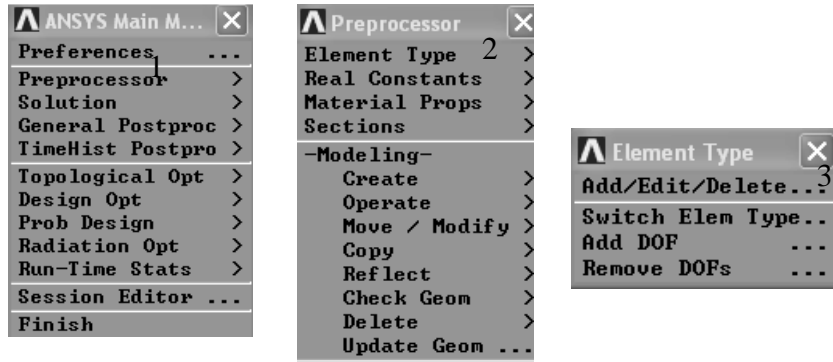 ANSYS Main M...
Preferences ...
1
Preprocessor >
Solution >
General Postproc >
TimeHist Postpro >
Topological Opt >
Design Opt >
Prob Design >
Radiation Opt >
Run-Time Stats >
Session Editor ...
Finish
Preprocessor
Element Type 2 >
Real Constants >
Material Props >
Sections >
-Modeling-
Create >
Operate >
Move / Modify >
Copy >
Reflect >
Check Geom >
Delete >
Update Geom ...
Element Type
3
Add/Edit/Delete...
Switch Elem Type..
Add DOF ...
Remove DOFs ...